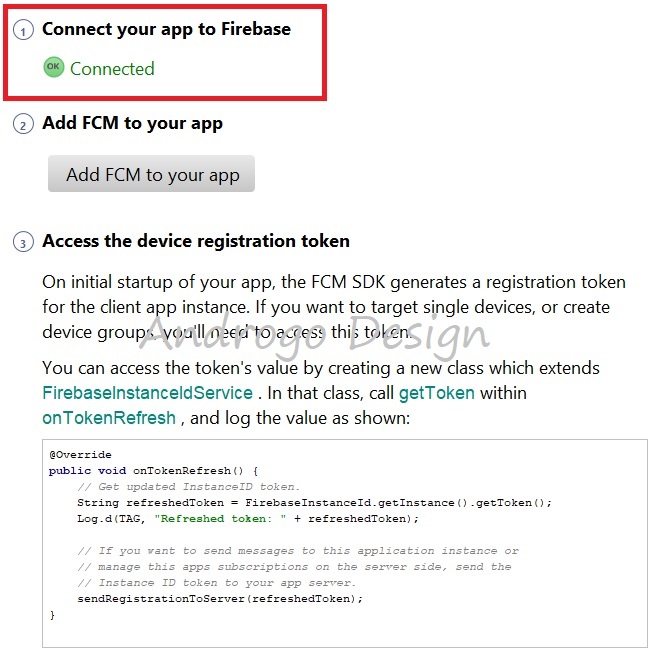 1 Connect your app to Firebase
OK Connected
2 Add FCM to your app
Add FCM to your app
3 Access the device registration token
On initial startup of your app, the FCM SDK generates a registration token
for the client app instance. If you want to target single devices, or create
device groups, you'll need to access this token.
Androgo Design
You can access the token's value by creating a new class which extends
FirebaseInstanceIdService . In that class, call getToken within
onTokenRefresh , and log the value as shown:
@Override
public void onTokenRefresh() {
    // Get updated InstanceID token.
    String refreshedToken = FirebaseInstanceId.getInstance().getToken();
    Log.d(TAG, "Refreshed token: " + refreshedToken);
    // If you want to send messages to this application instance or
    // manage this apps subscriptions on the server side, send the
    // Instance ID token to your app server.
    sendRegistrationToServer(refreshedToken);
}